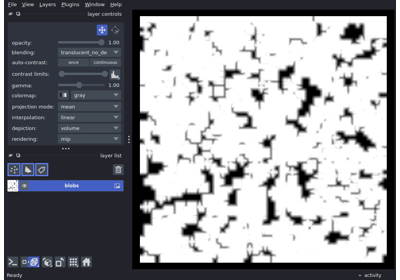 File View Layers Plugins Window Help
layer controls
opacity: 1.00
blending: translucent_no_de
auto-contrast: once continuous
contrast limits:
gamma: 1.00
colormap: gray
projection mode: mean
interpolation: linear
depiction: volume
rendering: mip
layer list
blobs
Ready activity